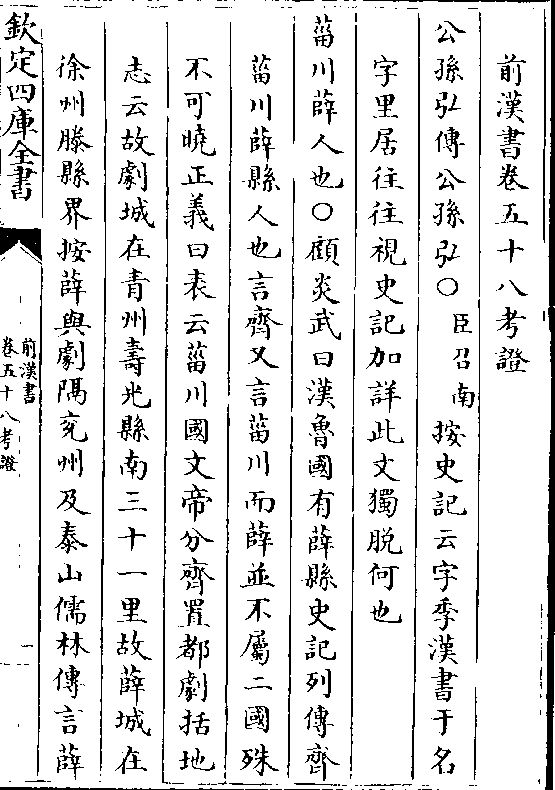 前漢書卷五十八考證
公孫弘傳公孫弘○臣召南按史記云字季漢書于名
字里居往往視史記加詳此文獨脱何也
菑川薛人也○顧炎武曰漢魯國有薛縣史記列傳齊
菑川薛縣人也言齊又言菑川而薛並不屬二國殊
不可曉正義曰表云菑川國文帝分齊置都劇括地
志云故劇城在青州壽光縣南三十一里故薛城在
徐州滕縣界按薛與劇隔兖州及泰山儒林傳言薛
欽定四庫全書
前漢書
卷五十八考證
一